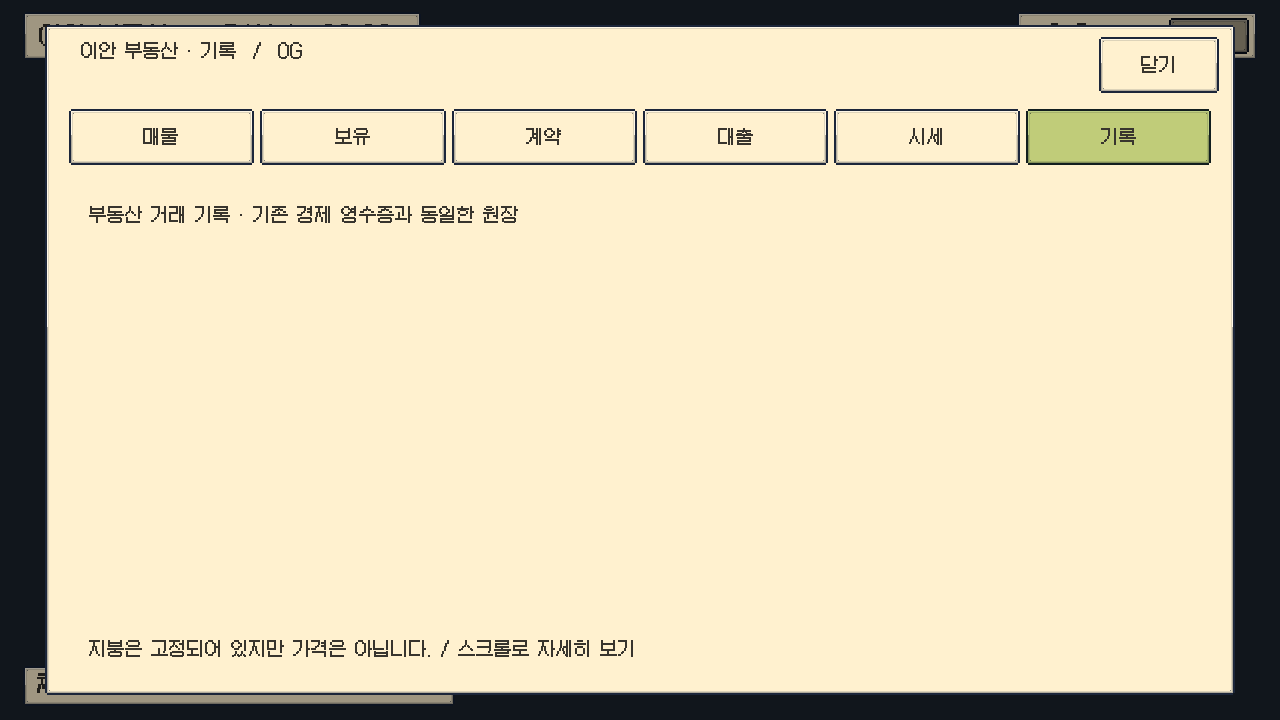 이안 부동산 · 기록 / 0G
닫기
매물 보유 계약 대출 시세 기록
부동산 거래 기록 · 기존 경제 영수증과 동일한 원장
지붕은 고정되어 있지만 가격은 아닙니다. / 스크롤로 자세히 보기